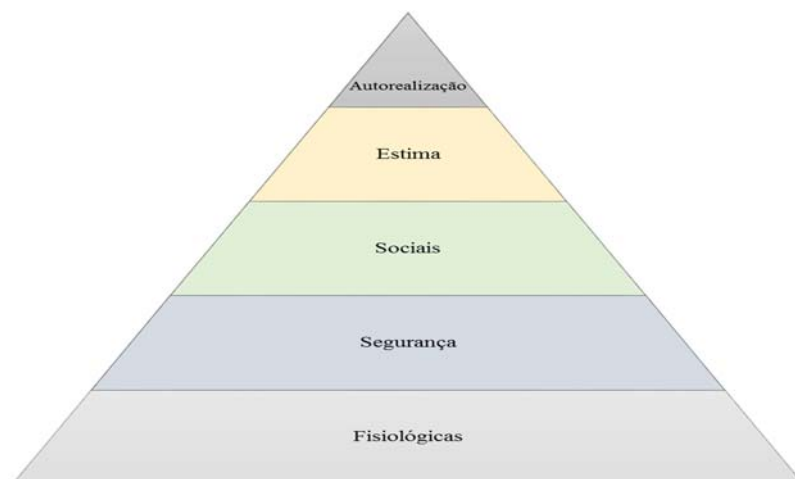 Autorealização
Estima
Sociais
Segurança
Fisiológicas